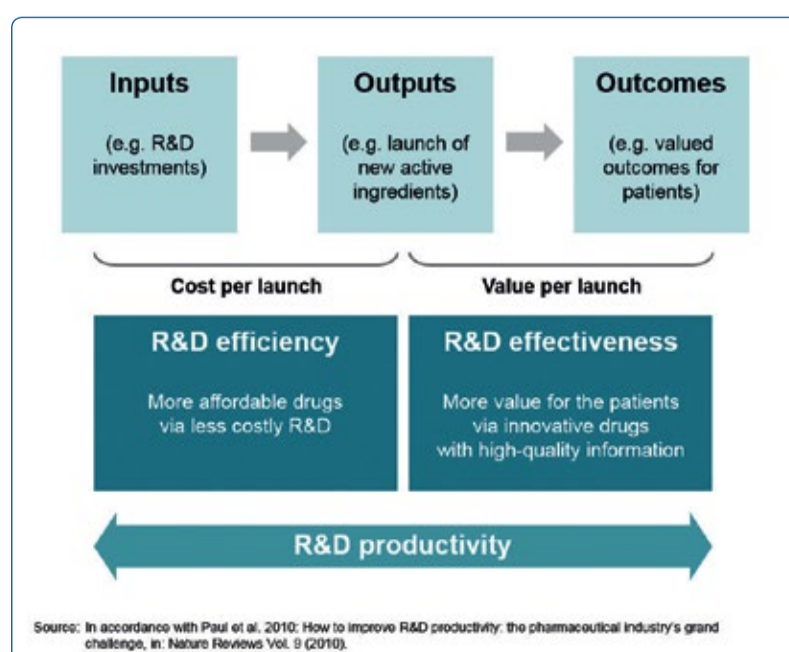 Inputs
(e.g. R&D
investments)
Outputs
(e.g. launch of
new active
ingredients)
Outcomes
(e.g. valued
outcomes for
patients)
Cost per launch
Value per launch
R&D efficiency
More affordable drugs
via less costly R&D
R&D effectiveness
More value for the patients
via innovative drugs
with high-quality information
R&D productivity
Source: In accordance with Paul et al. 2010: How to improve R&D productivity: the pharmaceutical industry's grand
challenge, in: Nature Reviews Vol. 9 (2010).